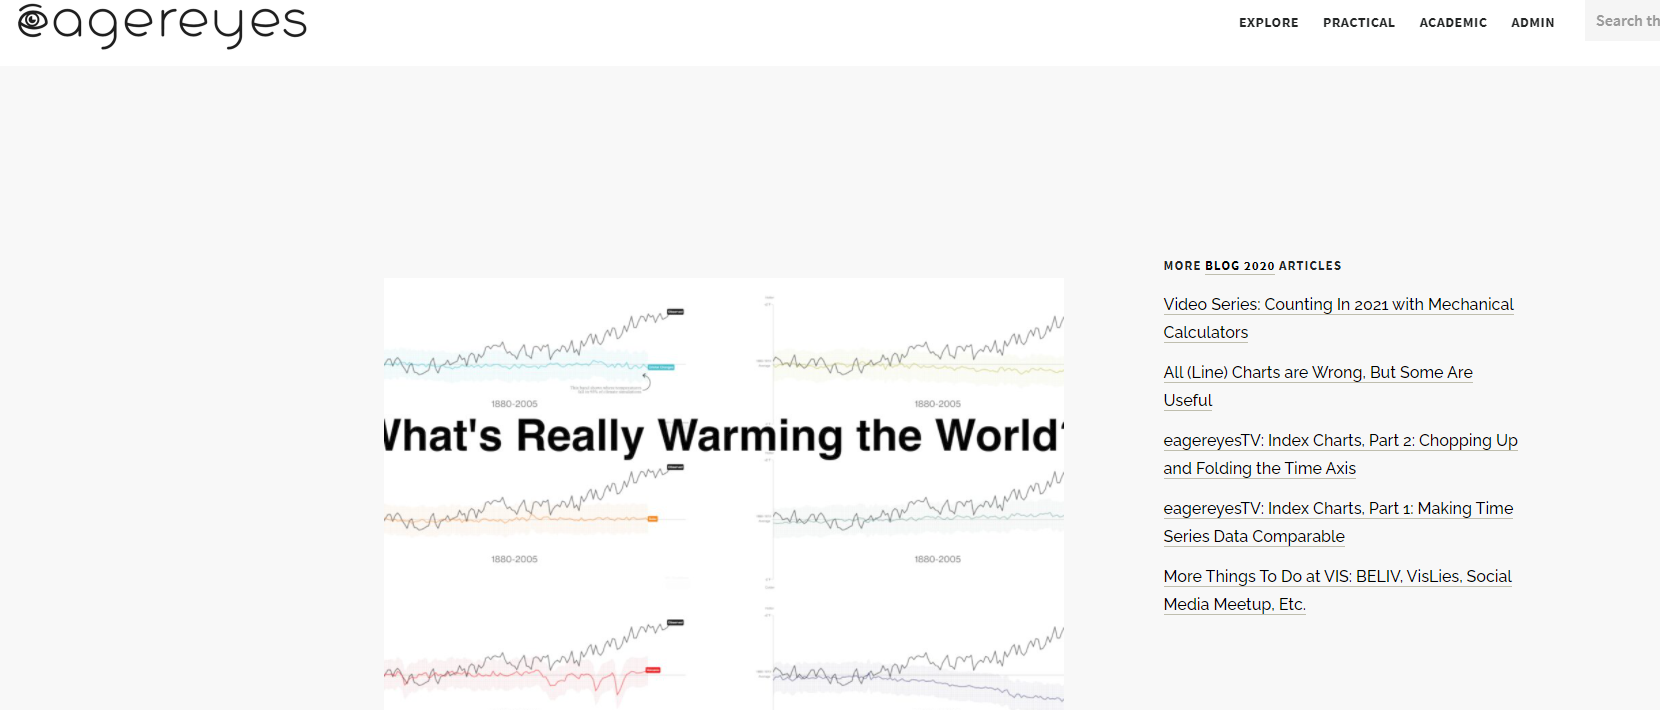 eagereyes
EXPLORE PRACTICAL ACADEMIC ADMIN
Search th
MORE BLOG 2020 ARTICLES
Video Series: Counting In 2021 with Mechanical
Calculators
All (Line) Charts are Wrong, But Some Are
Useful
eagereyesTV: Index Charts, Part 2: Chopping Up
and Folding the Time Axis
eagereyesTV: Index Charts, Part 1: Making Time
Series Data Comparable
More Things To Do at VIS: BELIV, VisLies, Social
Media Meetup, Etc.
1880-2005
1880-2005
What's Really Warming the World?
1880-2005
1880-2005